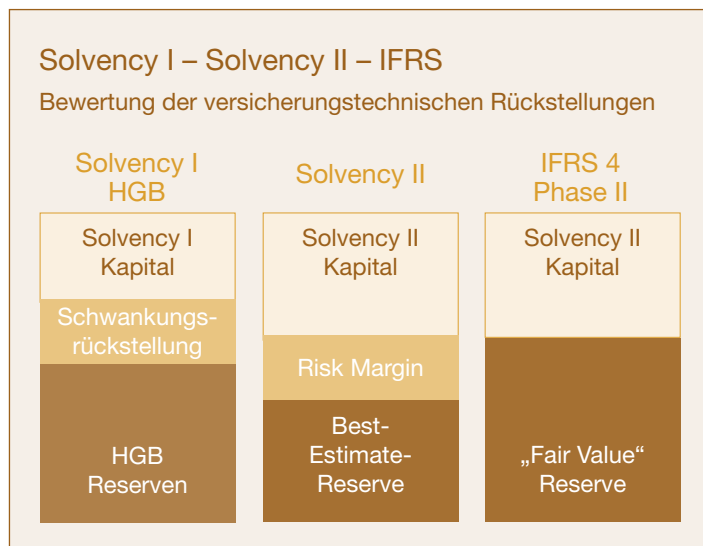 Solvency I – Solvency II – IFRS
Bewertung der versicherungstechnischen Rückstellungen
Solvency I
HGB
Solvency I
Kapital
Schwankungs-
rückstellung
HGB
Reserven
Solvency II
Solvency II
Kapital
Risk Margin
Best-
Estimate-
Reserve
IFRS 4
Phase II
Solvency II
Kapital
„Fair Value“
Reserve